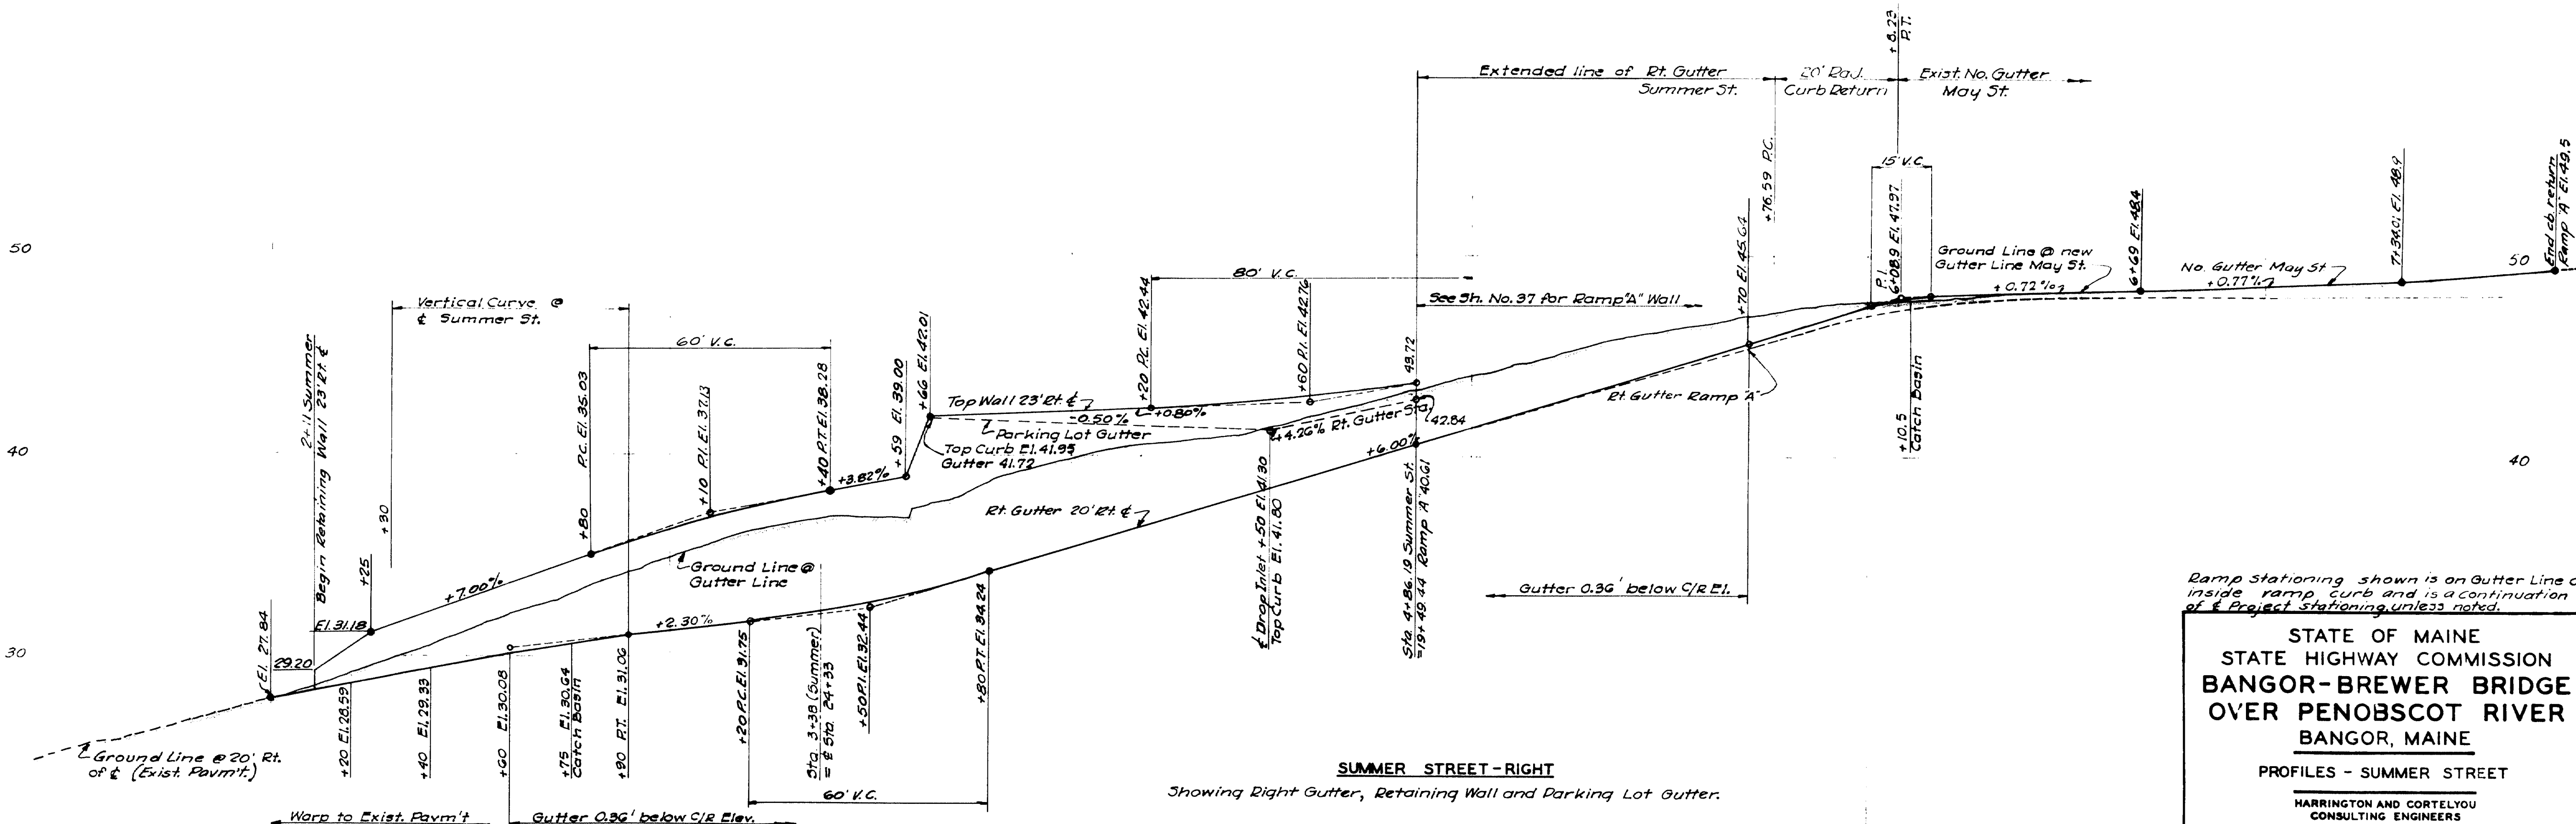 + 8.23
P.T.
Extended line of Rt. Gutter
Summer St.
20' Rad.
Curb Return
Exist. No. Gutter
May St.
+76.59 P.C.
15' V.C.
P.I.
6+08.9 El. 47.97
+70 El. 45.64
Ground Line @ new
Gutter Line May St.
+0.72%
6+69 El. 48.4
No. Gutter May St
+0.77%
7+34.01 El. 48.9
End cb. return
Ramp "A" El. 49.5
50
50
40
40
30
Vertical Curve @
℄ Summer St.
60' V.C.
80' V.C.
See Sh. No. 37 for Ramp "A" Wall
2+11 Summer
Begin Retaining Wall 23' Rt. ℄
+30
+25
El. 31.18
29.20
El. 27.84
+7.00%
+80 P.C. El. 35.03
+10 P.I. El. 37.13
+40 P.T. El. 38.28
+3.82%
+59 El. 39.00
+66 El. 42.01
Top Wall 23' Rt. ℄
-0.50%
Parking Lot Gutter
Top Curb El. 41.95
Gutter 41.72
+20 P.C. El. 42.44
+0.80%
+60 P.I. El. 42.76
43.72
+4.26% Rt. Gutter Sta.
42.84
+6.00%
Rt. Gutter Ramp "A"
+10.5
Catch Basin
Rt. Gutter 20' Rt. ℄
Ground Line @
Gutter Line
℄ Drop Inlet +50 El. 41.30
Top Curb El. 41.80
Sta. 4+86.19 Summer St.
=19+49.44 Ramp "A" 40.61
Gutter 0.36' below C/R El.
+2.30%
+20 El. 28.59
+40 El. 29.33
+60 El. 30.08
+75 El. 30.64
Catch Basin
+90 P.T. El. 31.06
+20 P.C. El. 31.75
Sta. 3+38 (Summer)
= ℄ Sta. 24+33
+50 P.I. El. 32.44
+80 P.T. El. 34.24
60' V.C.
Ground Line @ 20' Rt.
of ℄ (Exist. Pavm't.)
Warp to Exist. Pavm't
Gutter 0.36' below C/R Elev.
SUMMER STREET-RIGHT
Showing Right Gutter, Retaining Wall and Parking Lot Gutter.
Ramp stationing shown is on Gutter Line
inside ramp curb and is a continuation
of ℄ Project stationing, unless noted.
STATE OF MAINE
STATE HIGHWAY COMMISSION
BANGOR-BREWER BRIDGE
OVER PENOBSCOT RIVER
BANGOR, MAINE
PROFILES - SUMMER STREET
HARRINGTON AND CORTELYOU
CONSULTING ENGINEERS